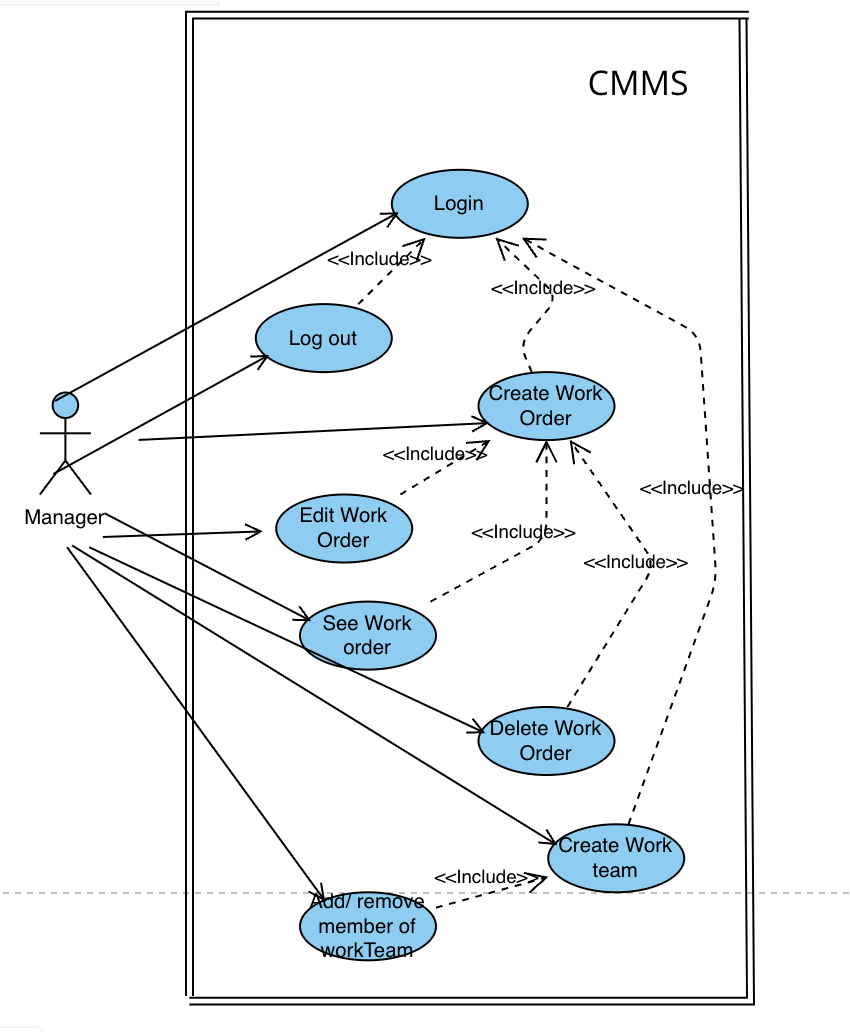 CMMS
Login
<<Include>>
<<Include>>
Log out
Create Work
Order
<<Include>>
<<Include>>
Manager
Edit Work
Order
<<Include>>
<<Include>>
See Work
order
Delete Work
Order
Create Work
team
<<Include>>
Add/ remove
member of
workTeam